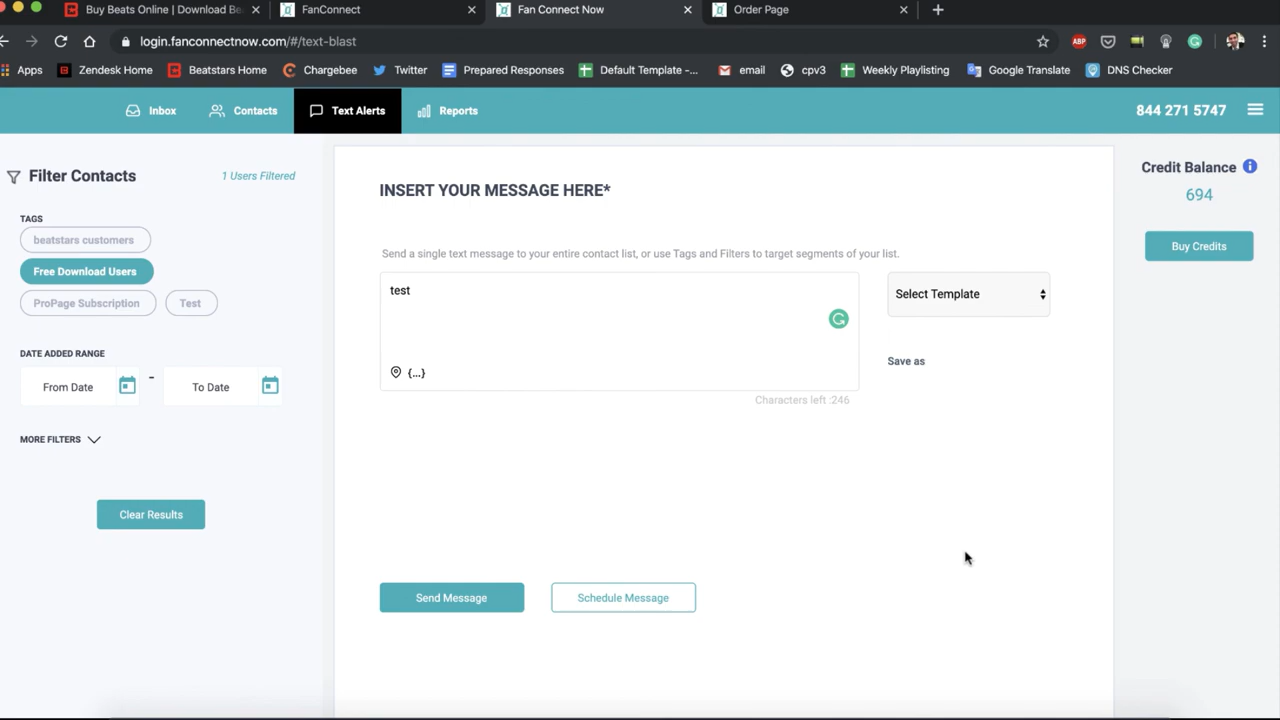 Buy Beats Online | Download Be
FanConnect
Fan Connect Now
Order Page
login.fanconnectnow.com/#/text-blast
ABP
Apps
Zendesk Home
Beatstars Home
Chargebee
Twitter
Prepared Responses
Default Template -...
email
cpv3
Weekly Playlisting
Google Translate
DNS Checker
Inbox
Contacts
Text Alerts
Reports
844 271 5747
Filter Contacts
1 Users Filtered
TAGS
beatstars customers
Free Download Users
ProPage Subscription
Test
DATE ADDED RANGE
From Date
-
To Date
MORE FILTERS
Clear Results
INSERT YOUR MESSAGE HERE*
Send a single text message to your entire contact list, or use Tags and Filters to target segments of your list.
test
{...}
Characters left :246
Select Template
Save as
Send Message
Schedule Message
Credit Balance
694
Buy Credits